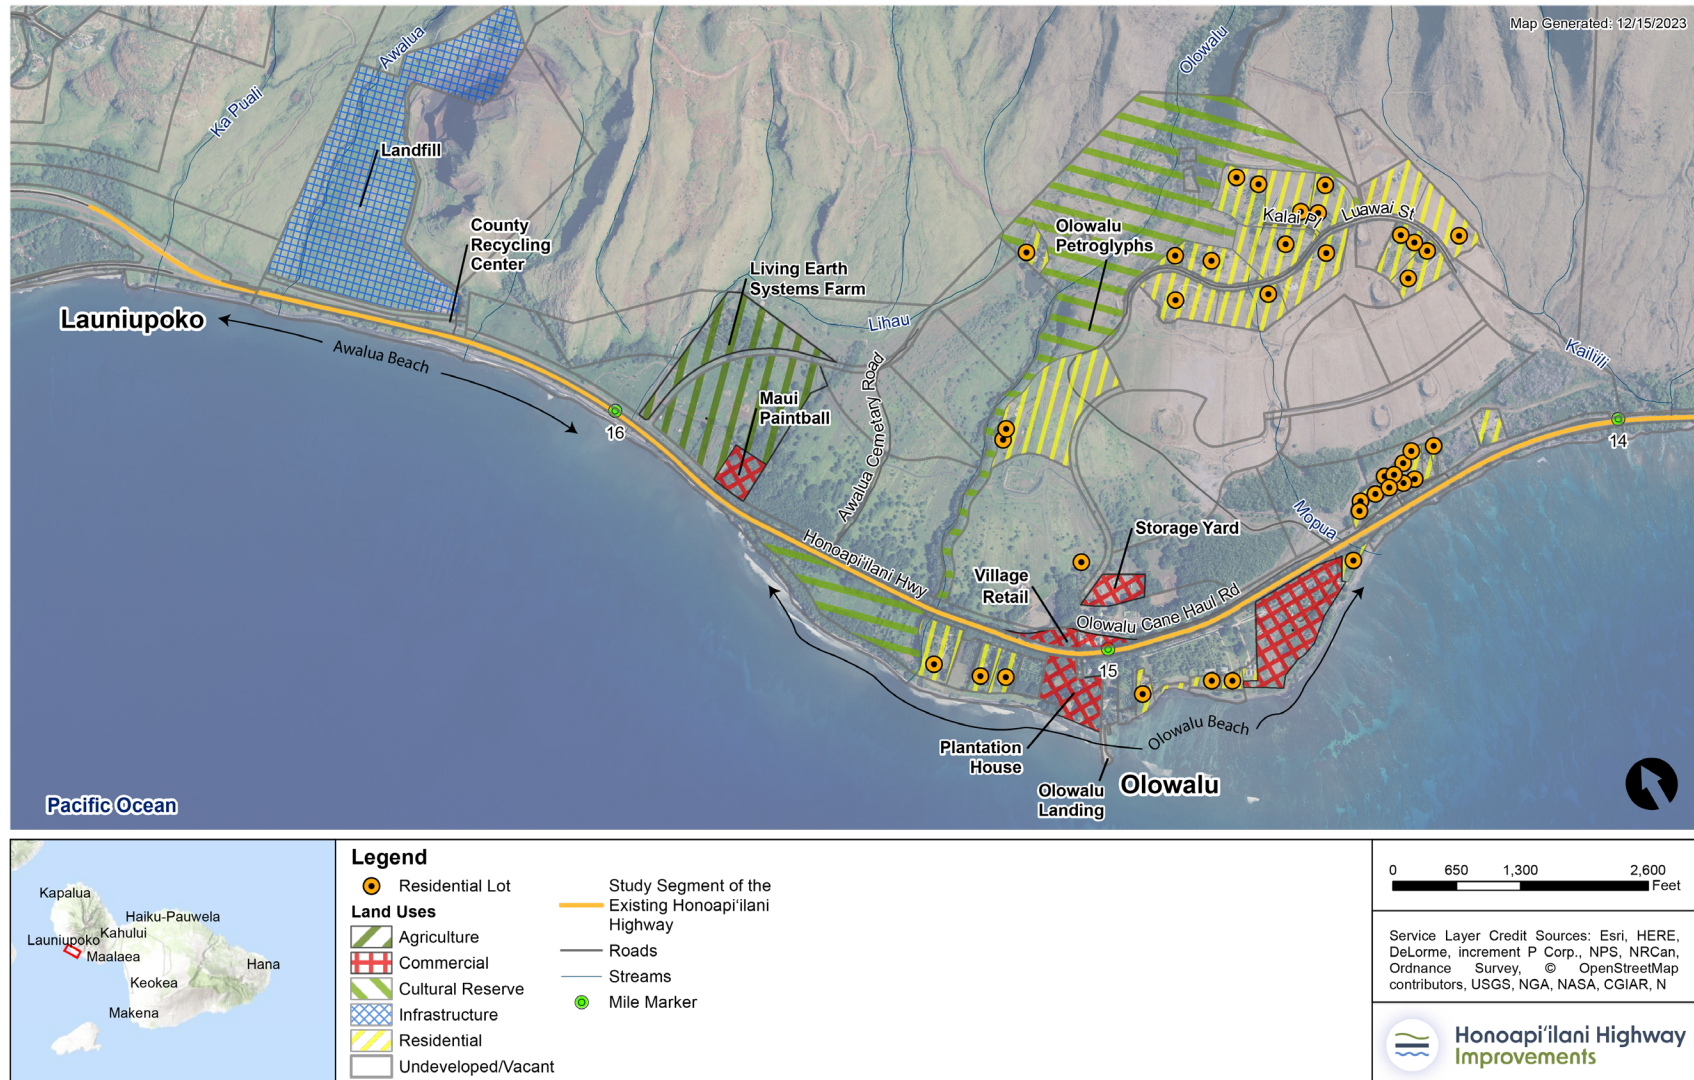 Map Generated: 12/15/2023
Ka Puali
Awalua
Olowalu
Landfill
County
Recycling
Center
Living Earth
Systems Farm
Olowalu
Petroglyphs
Kalai Pl
Luawai St
Launiupoko
Awalua Beach
Lihau
Kailiili
Maui
Paintball
Awalua Cemetary Road
16
14
Honoapi‘ilani Hwy
Mopua
Storage Yard
Village
Retail
Olowalu Cane Haul Rd
15
Olowalu Beach
Plantation
House
Olowalu
Landing
Olowalu
Pacific Ocean
Kapalua
Haiku-Pauwela
Kahului
Launiupoko
Maalaea
Hana
Keokea
Makena
Legend
Residential Lot
Land Uses
Agriculture
Commercial
Cultural Reserve
Infrastructure
Residential
Undeveloped/Vacant
Study Segment of the
Existing Honoapi‘ilani
Highway
Roads
Streams
Mile Marker
0 650 1,300 2,600
Feet
Service Layer Credit Sources: Esri, HERE,
DeLorme, increment P Corp., NPS, NRCan,
Ordnance Survey, © OpenStreetMap
contributors, USGS, NGA, NASA, CGIAR, N
Honoapi‘ilani Highway
Improvements